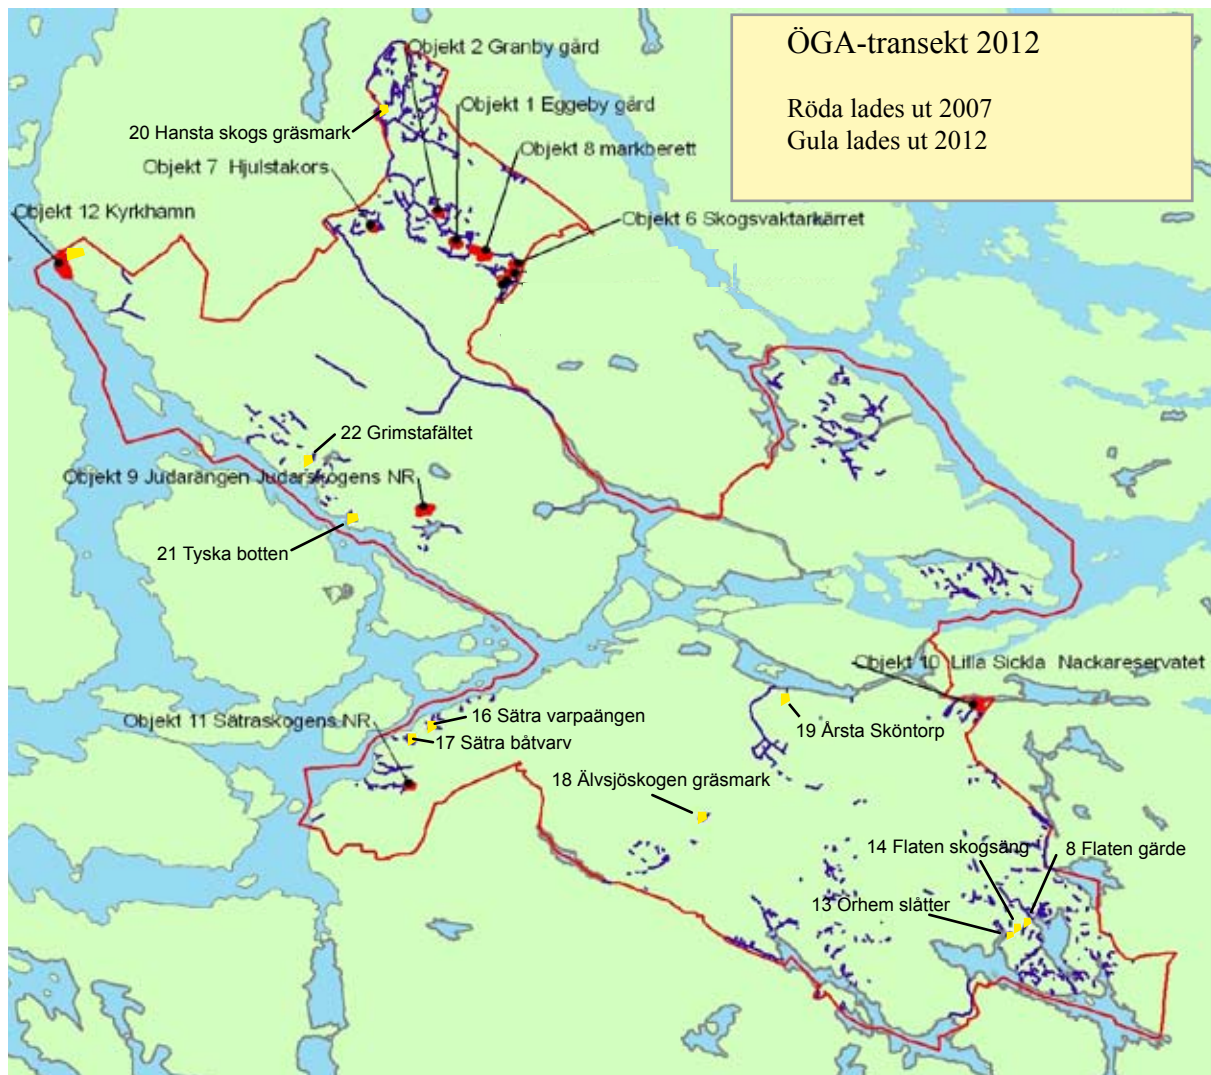 ÖGA-transekt 2012
Röda lades ut 2007
Gula lades ut 2012
Objekt 2 Granby gård
Objekt 1 Eggeby gård
20 Hansta skogs gräsmark
Objekt 8 markberett
Objekt 7 Hjulstakors
Objekt 12 Kyrkhamn
Objekt 6 Skogsvaktarkärret
22 Grimstafältet
Objekt 9 Judarängen Judarskogens NR
21 Tyska botten
Objekt 10 Lilla Sickla Nackareservatet
16 Sätra varpaängen
Objekt 11 Sätraskogens NR
19 Årsta Sköntorp
17 Sätra båtvarv
18 Älvsjöskogen gräsmark
14 Flaten skogsäng
8 Flaten gärde
13 Orhem slåtter